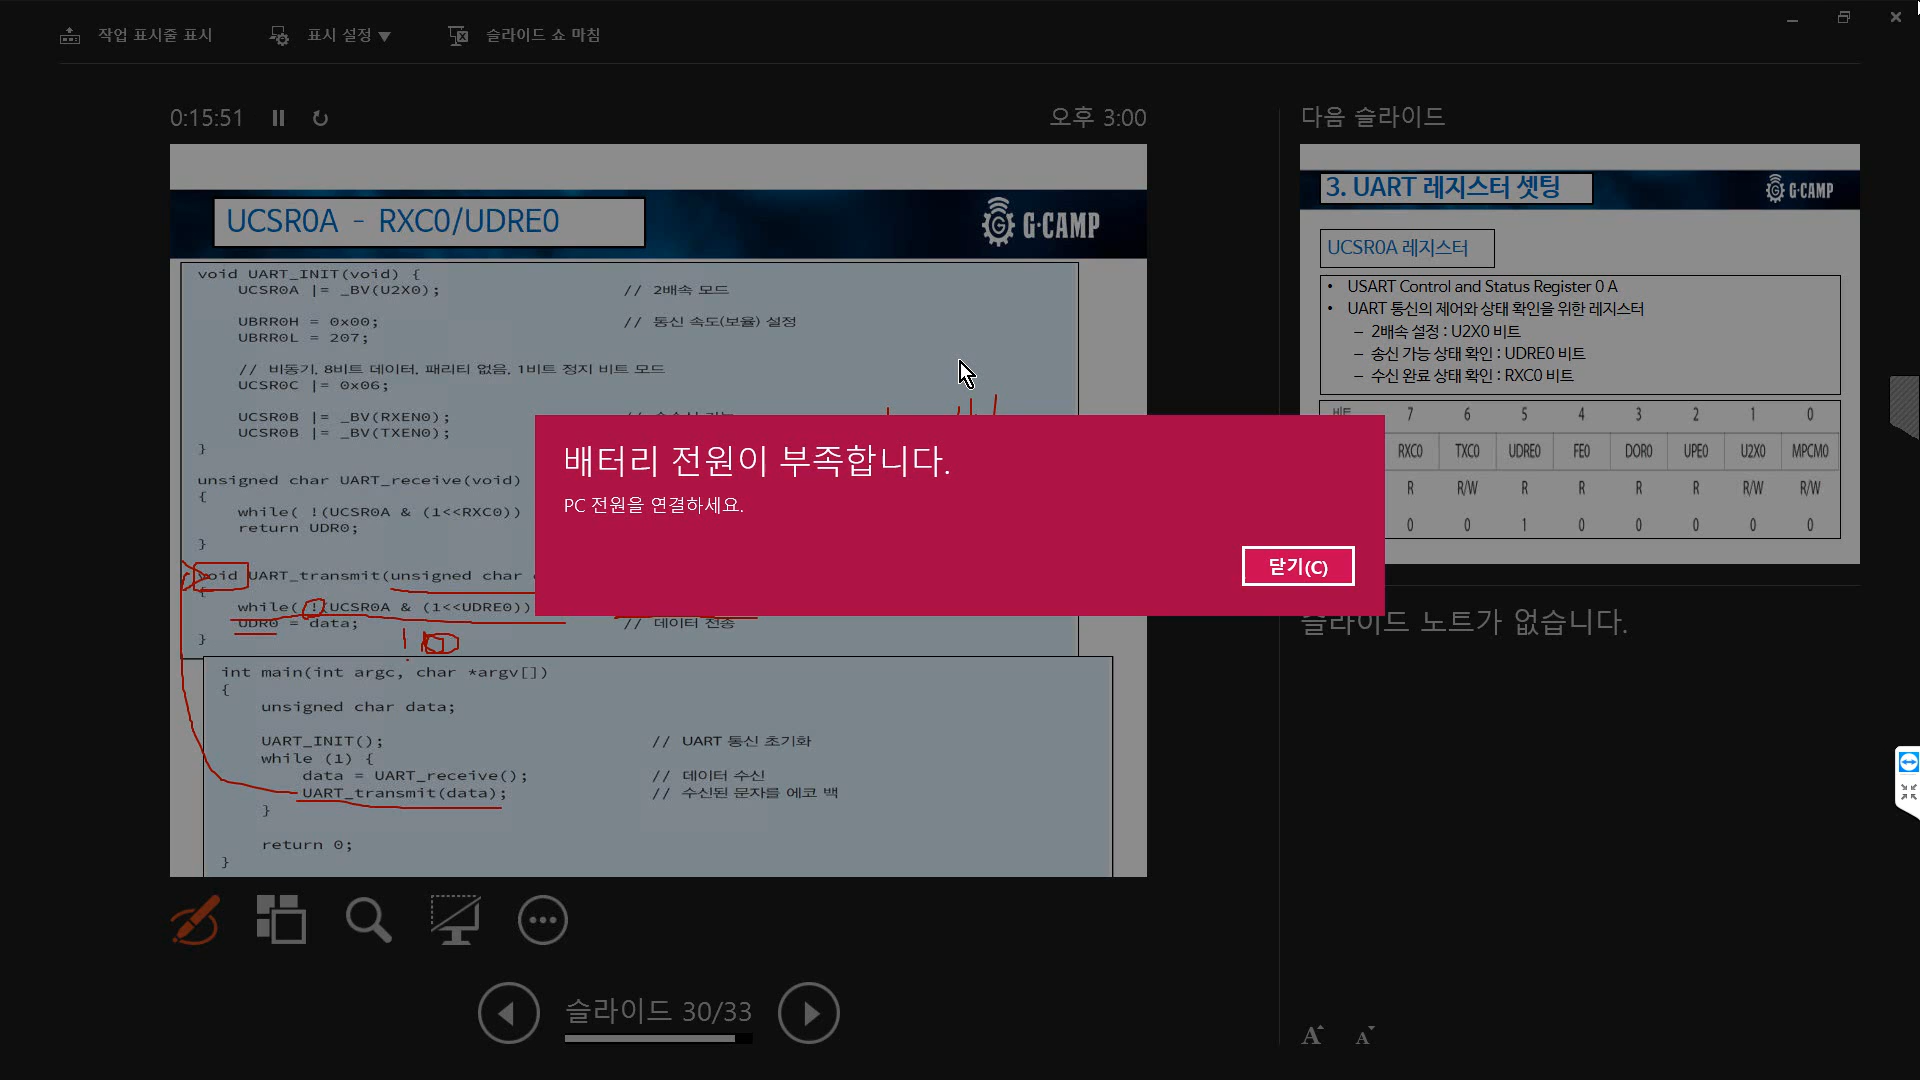 작업 표시줄 표시
표시 설정 ▼
슬라이드 쇼 마침
0:15:51
오후 3:00
UCSR0A - RXC0/UDRE0
G·CAMP
void UART_INIT(void) {
UCSR0A |= _BV(U2X0); // 2배속 모드
UBRR0H = 0x00; // 통신 속도(보율) 설정
UBRR0L = 207;
// 비동기, 8비트 데이터, 패리티 없음, 1비트 정지 비트 모드
UCSR0C |= 0x06;
UCSR0B |= _BV(RXEN0);
UCSR0B |= _BV(TXEN0);
}
unsigned char UART_receive(void)
{
while( !(UCSR0A & (1<<RXC0))
return UDR0;
}
void UART_transmit(unsigned char
{
while( !(UCSR0A & (1<<UDRE0))
UDR0 = data; // 데이터 전송
}
int main(int argc, char *argv[])
{
unsigned char data;
UART_INIT(); // UART 통신 초기화
while (1) {
data = UART_receive(); // 데이터 수신
UART_transmit(data); // 수신된 문자를 에코 백
}
return 0;
}
배터리 전원이 부족합니다.
PC 전원을 연결하세요.
닫기(C)
슬라이드 30/33
다음 슬라이드
3. UART 레지스터 셋팅
G·CAMP
UCSR0A 레지스터
• USART Control and Status Register 0 A
• UART 통신의 제어와 상태 확인을 위한 레지스터
– 2배속 설정 : U2X0 비트
– 송신 가능 상태 확인 : UDRE0 비트
– 수신 완료 상태 확인 : RXC0 비트
비트 7 6 5 4 3 2 1 0
RXC0 TXC0 UDRE0 FE0 DOR0 UPE0 U2X0 MPCM0
R R/W R R R R R/W R/W
0 0 1 0 0 0 0 0
슬라이드 노트가 없습니다.
A A